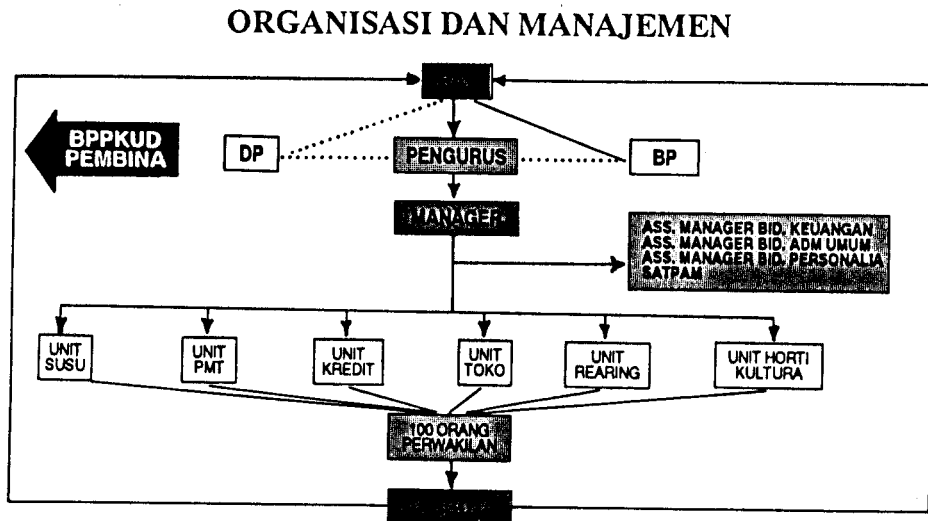 ORGANISASI DAN MANAJEMEN
BPPKUD
PEMBINA
DP
PENGURUS
BP
MANAGER
ASS. MANAGER BID. KEUANGAN
ASS. MANAGER BID. ADM UMUM
ASS. MANAGER BID. PERSONALIA
SATPAM
UNIT
SUSU
UNIT
PMT
UNIT
KREDIT
UNIT
TOKO
UNIT
REARING
UNIT HORTI
KULTURA
100 ORANG
PERWAKILAN